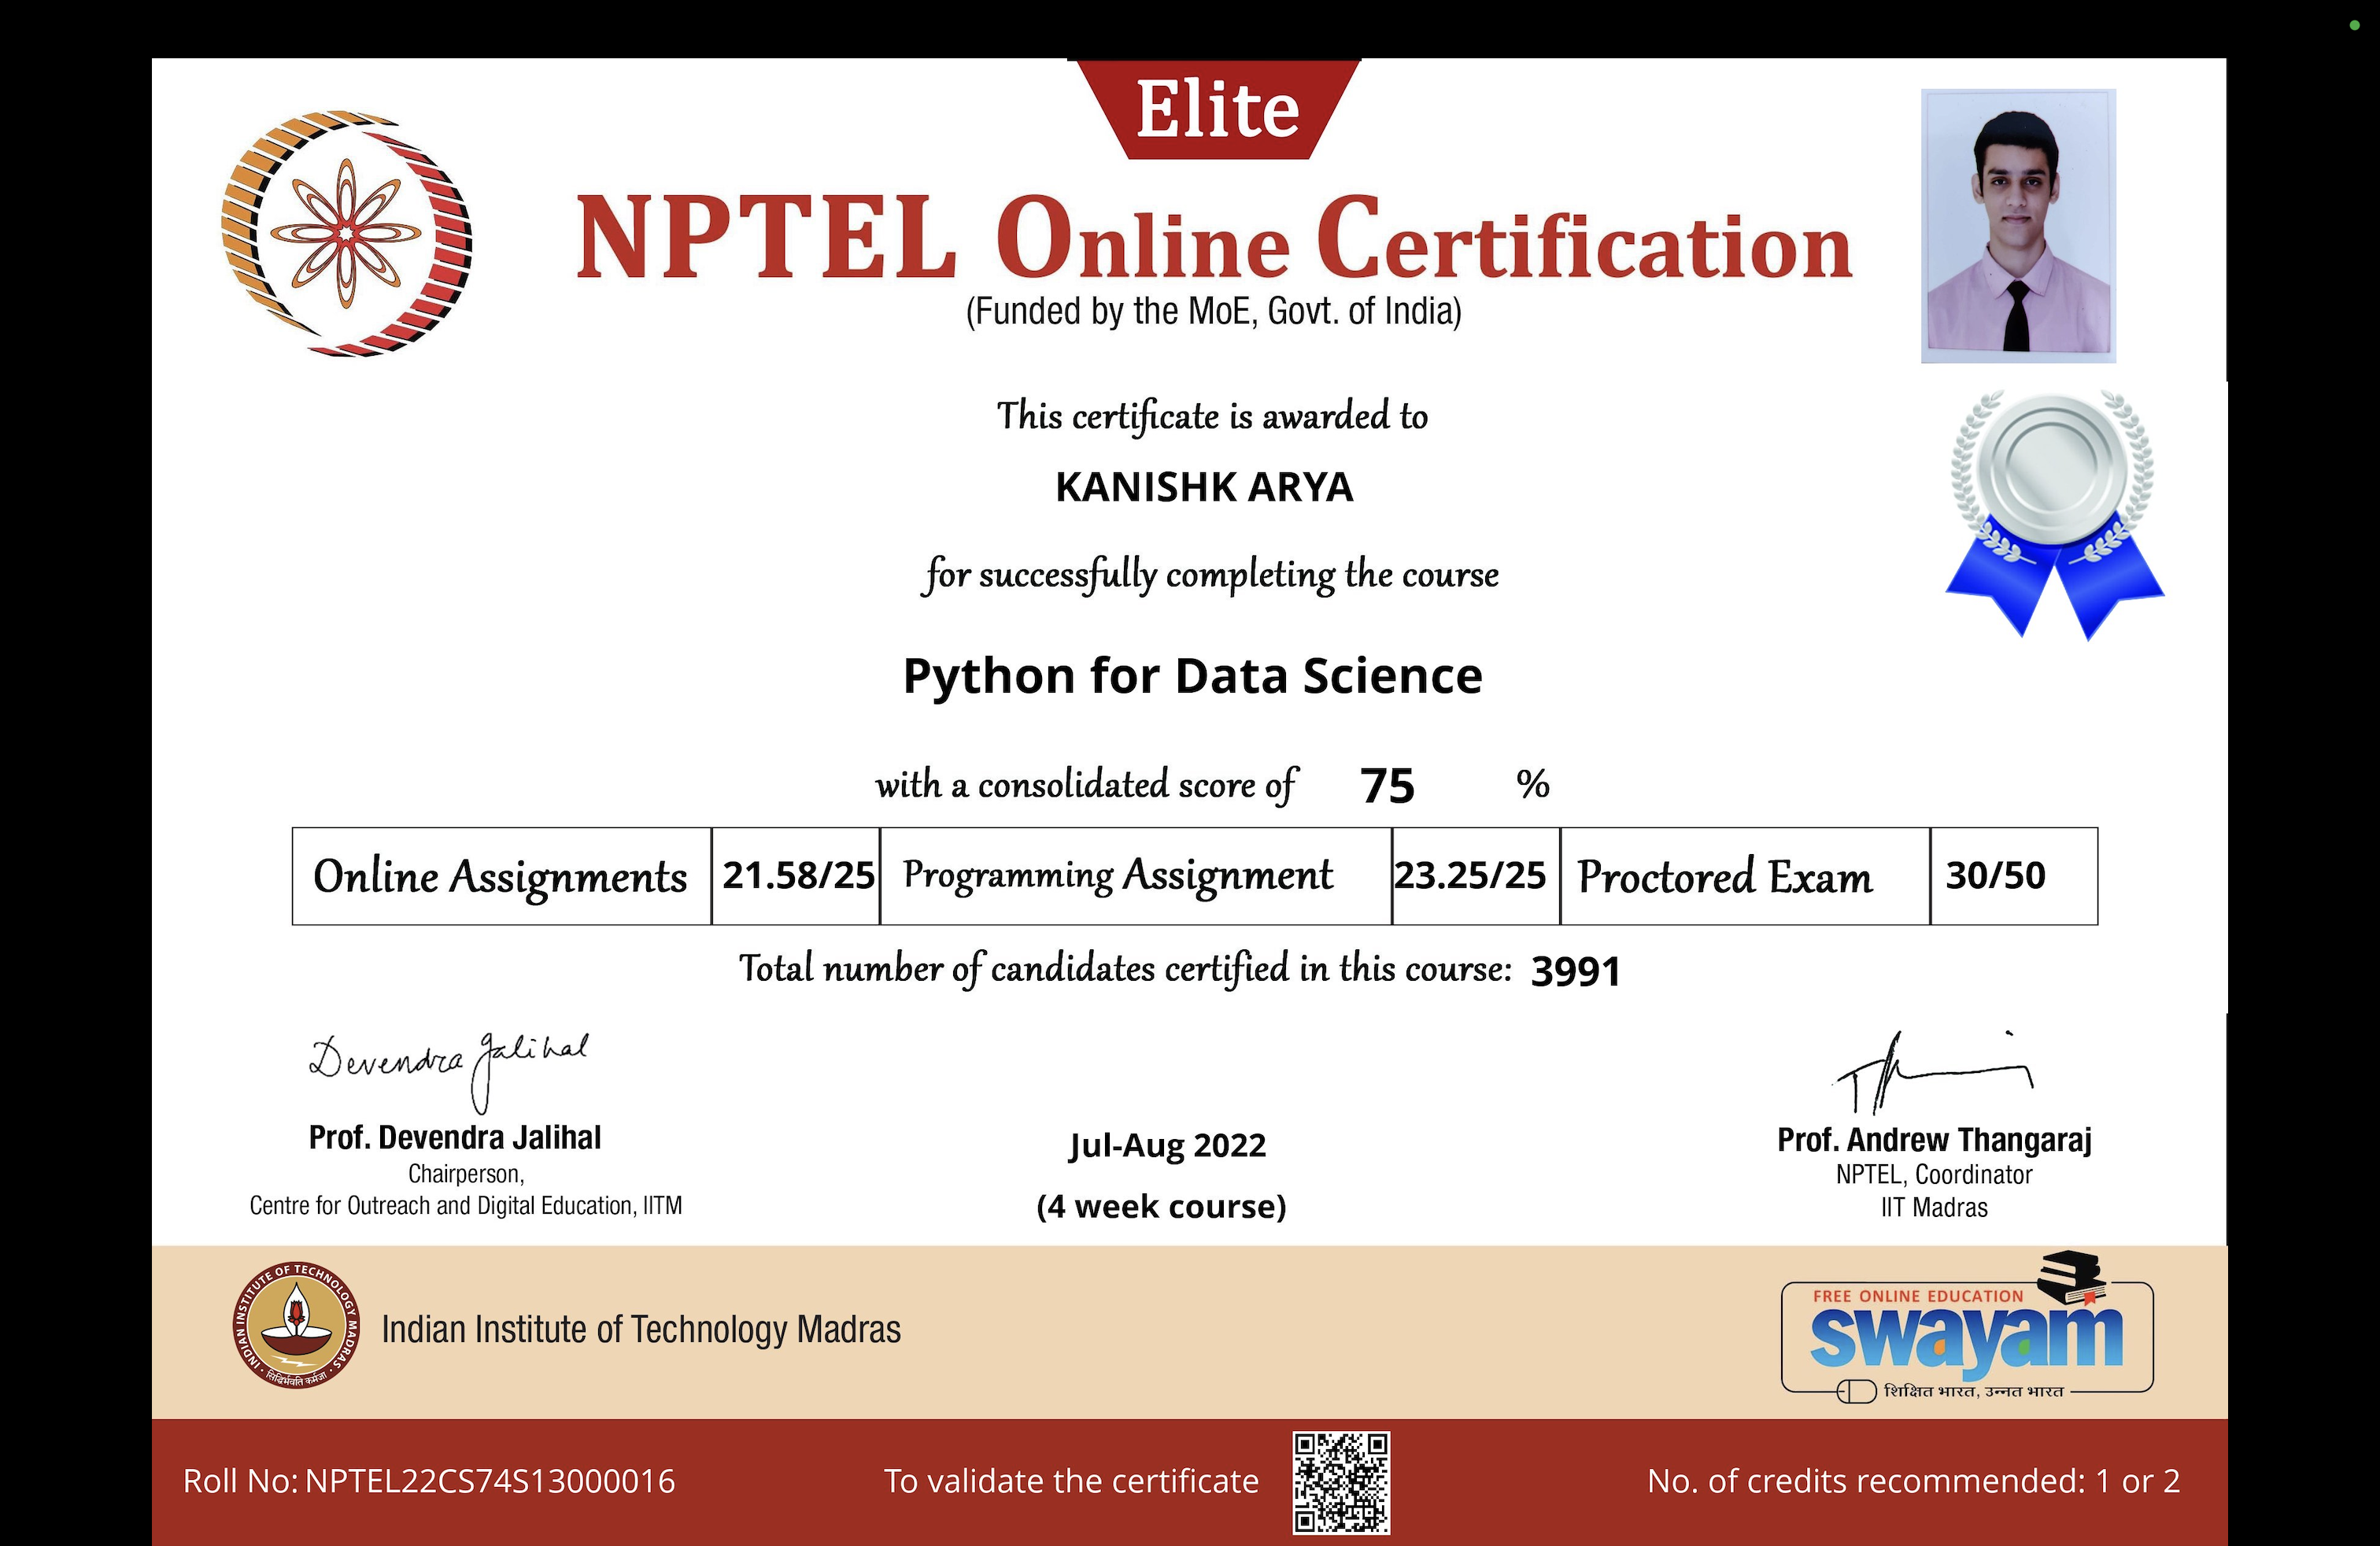 Elite
NPTEL Online Certification
(Funded by the MoE, Govt. of India)
This certificate is awarded to
KANISHK ARYA
for successfully completing the course
Python for Data Science
with a consolidated score of 75 %
Online Assignments 21.58/25 Programming Assignment 23.25/25 Proctored Exam 30/50
Total number of candidates certified in this course: 3991
Devendra Jalihal
Prof. Devendra Jalihal
Chairperson,
Centre for Outreach and Digital Education, IITM
Jul-Aug 2022
(4 week course)
Prof. Andrew Thangaraj
NPTEL, Coordinator
IIT Madras
INDIAN INSTITUTE OF TECHNOLOGY MADRAS
सिद्धिर्भवति कर्मजा
Indian Institute of Technology Madras
FREE ONLINE EDUCATION
swayam
शिक्षित भारत, उन्नत भारत
Roll No: NPTEL22CS74S13000016
To validate the certificate
No. of credits recommended: 1 or 2